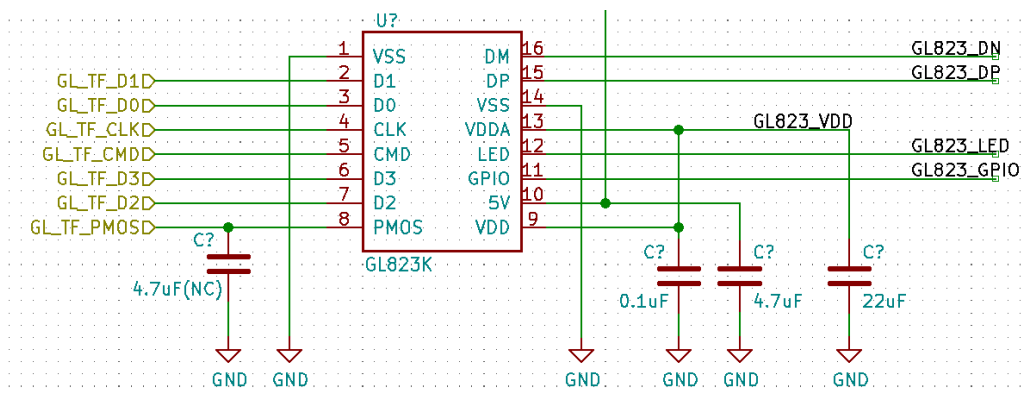 U?
1 VSS DM 16 GL823_DN
GL_TF_D1 2 D1 DP 15 GL823_DP
GL_TF_D0 3 D0 VSS 14
GL_TF_CLK 4 CLK VDDA 13 GL823_VDD
GL_TF_CMD 5 CMD LED 12 GL823_LED
GL_TF_D3 6 D3 GPIO 11 GL823_GPIO
GL_TF_D2 7 D2 5V 10
GL_TF_PMOS 8 PMOS VDD 9
C? C? C? C?
GL823K
4.7uF(NC) 0.1uF 4.7uF 22uF
GND GND GND GND GND GND